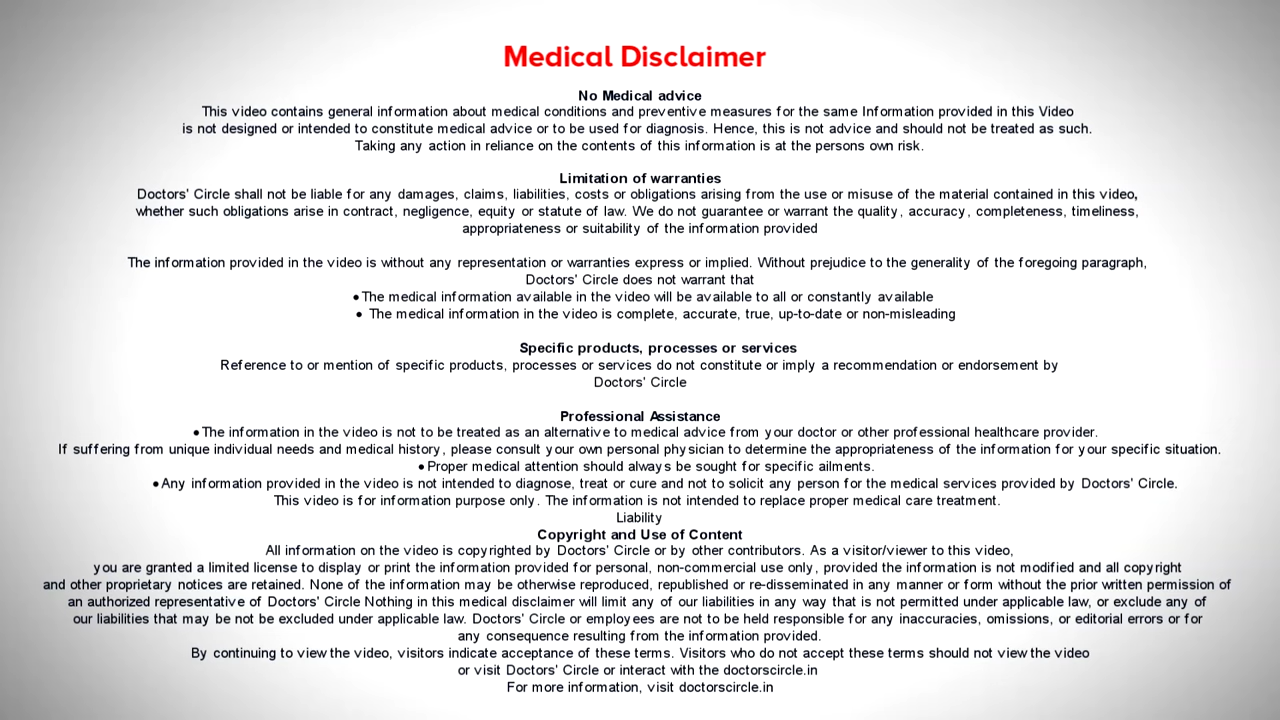 Medical Disclaimer
No Medical advice
This video contains general information about medical conditions and preventive measures for the same Information provided in this Video
is not designed or intended to constitute medical advice or to be used for diagnosis. Hence, this is not advice and should not be treated as such.
Taking any action in reliance on the contents of this information is at the persons own risk.
Limitation of warranties
Doctors' Circle shall not be liable for any damages, claims, liabilities, costs or obligations arising from the use or misuse of the material contained in this video,
whether such obligations arise in contract, negligence, equity or statute of law. We do not guarantee or warrant the quality, accuracy, completeness, timeliness,
appropriateness or suitability of the information provided
The information provided in the video is without any representation or warranties express or implied. Without prejudice to the generality of the foregoing paragraph,
Doctors' Circle does not warrant that
• The medical information available in the video will be available to all or constantly available
• The medical information in the video is complete, accurate, true, up-to-date or non-misleading
Specific products, processes or services
Reference to or mention of specific products, processes or services do not constitute or imply a recommendation or endorsement by
Doctors' Circle
Professional Assistance
• The information in the video is not to be treated as an alternative to medical advice from your doctor or other professional healthcare provider.
If suffering from unique individual needs and medical history, please consult your own personal physician to determine the appropriateness of the information for your specific situation.
• Proper medical attention should always be sought for specific ailments.
• Any information provided in the video is not intended to diagnose, treat or cure and not to solicit any person for the medical services provided by Doctors' Circle.
This video is for information purpose only. The information is not intended to replace proper medical care treatment.
Liability
Copyright and Use of Content
All information on the video is copyrighted by Doctors' Circle or by other contributors. As a visitor/viewer to this video,
you are granted a limited license to display or print the information provided for personal, non-commercial use only, provided the information is not modified and all copyright
and other proprietary notices are retained. None of the information may be otherwise reproduced, republished or re-disseminated in any manner or form without the prior written permission of
an authorized representative of Doctors' Circle Nothing in this medical disclaimer will limit any of our liabilities in any way that is not permitted under applicable law, or exclude any of
our liabilities that may be not be excluded under applicable law. Doctors' Circle or employees are not to be held responsible for any inaccuracies, omissions, or editorial errors or for
any consequence resulting from the information provided.
By continuing to view the video, visitors indicate acceptance of these terms. Visitors who do not accept these terms should not view the video
or visit Doctors' Circle or interact with the doctorscircle.in
For more information, visit doctorscircle.in